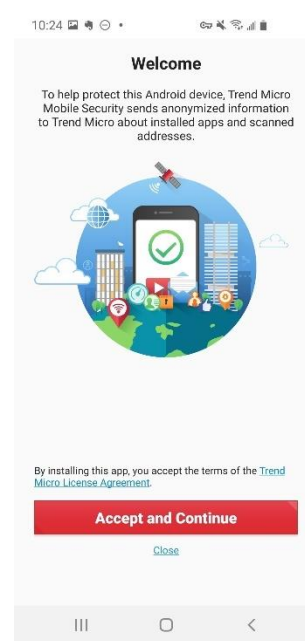 10:24
Welcome
To help protect this Android device, Trend Micro
Mobile Security sends anonymized information
to Trend Micro about installed apps and scanned
addresses.
By installing this app, you accept the terms of the Trend
Micro License Agreement.
Accept and Continue
Close